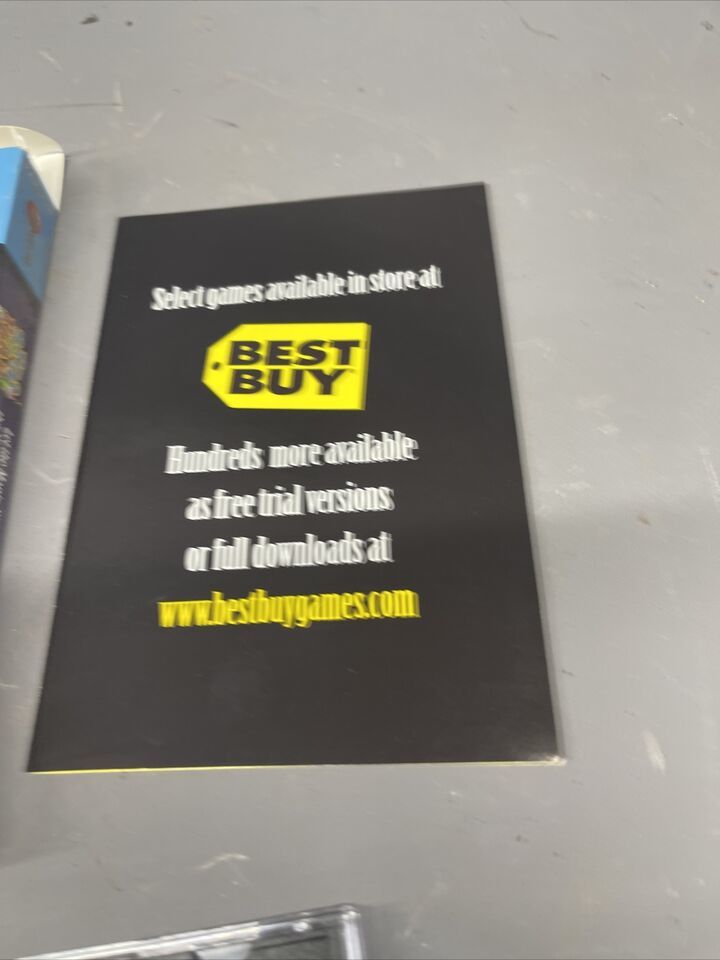 Select games available in store at
BEST
BUY
Hundreds more available
as free trial versions
or full downloads at
www.bestbuygames.com